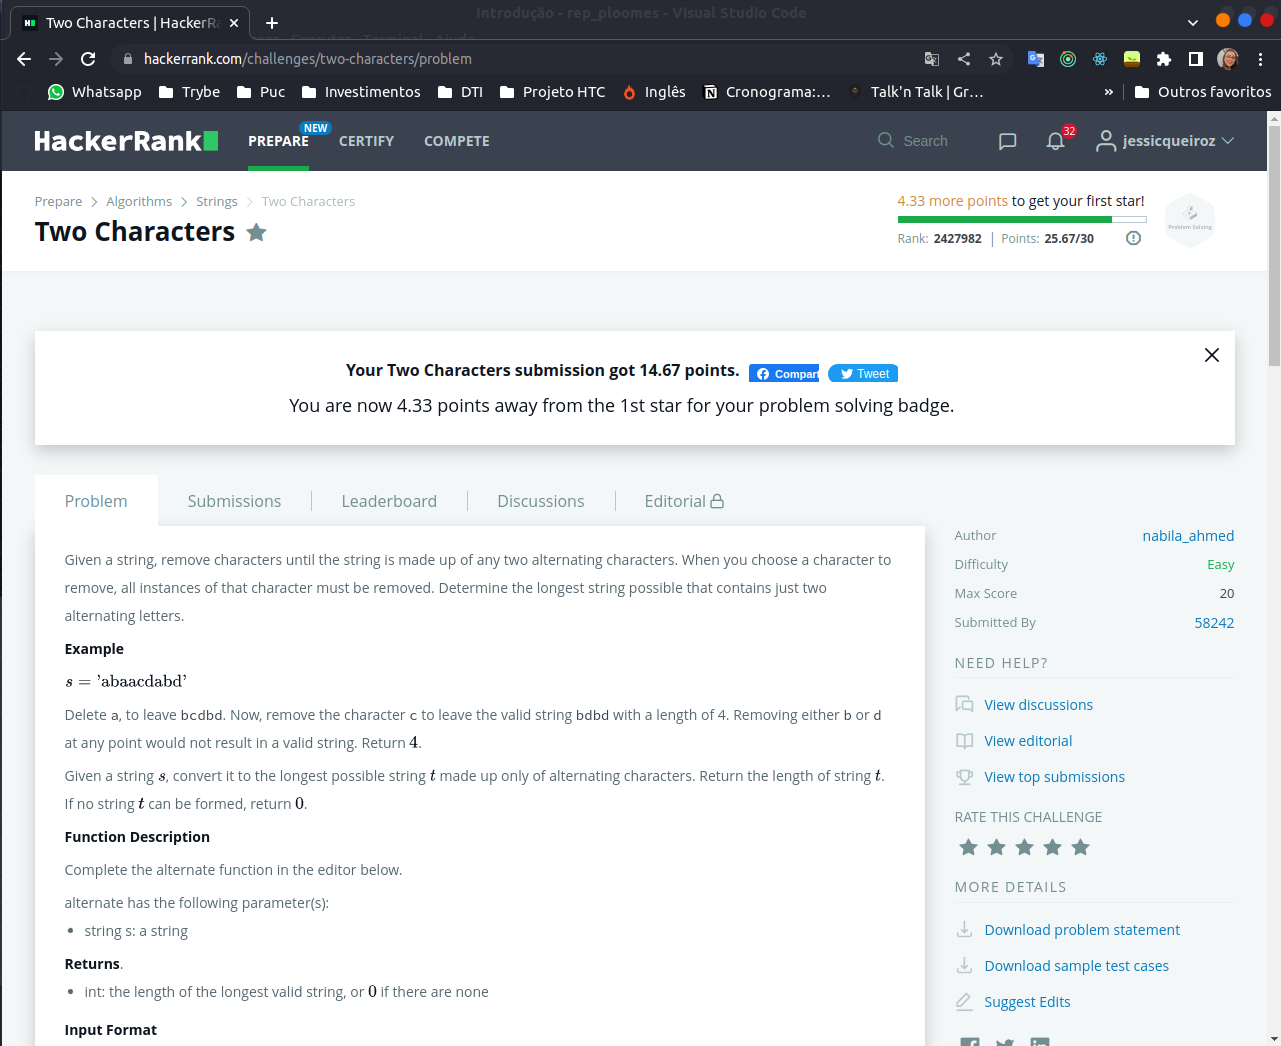 Introdução - rep_ploomes - Visual Studio Code
Two Characters | HackerR
hackerrank.com/challenges/two-characters/problem
Whatsapp Trybe Puc Investimentos DTI Projeto HTC Inglês Cronograma:... Talk'n Talk | Gr... » Outros favoritos
HackerRank PREPARE NEW CERTIFY COMPETE Search 32 jessicqueiroz
Prepare > Algorithms > Strings > Two Characters
Two Characters
4.33 more points to get your first star!
Rank: 2427982 | Points: 25.67/30
Problem Solving
Your Two Characters submission got 14.67 points. Compart Tweet
You are now 4.33 points away from the 1st star for your problem solving badge.
Problem Submissions Leaderboard Discussions Editorial
Given a string, remove characters until the string is made up of any two alternating characters. When you choose a character to
remove, all instances of that character must be removed. Determine the longest string possible that contains just two
alternating letters.
Example
s = 'abaacdabd'
Delete a, to leave bcdbd. Now, remove the character c to leave the valid string bdbd with a length of 4. Removing either b or d
at any point would not result in a valid string. Return 4.
Given a string s, convert it to the longest possible string t made up only of alternating characters. Return the length of string t.
If no string t can be formed, return 0.
Function Description
Complete the alternate function in the editor below.
alternate has the following parameter(s):
• string s: a string
Returns.
• int: the length of the longest valid string, or 0 if there are none
Input Format
Author nabila_ahmed
Difficulty Easy
Max Score 20
Submitted By 58242
NEED HELP?
View discussions
View editorial
View top submissions
RATE THIS CHALLENGE
MORE DETAILS
Download problem statement
Download sample test cases
Suggest Edits